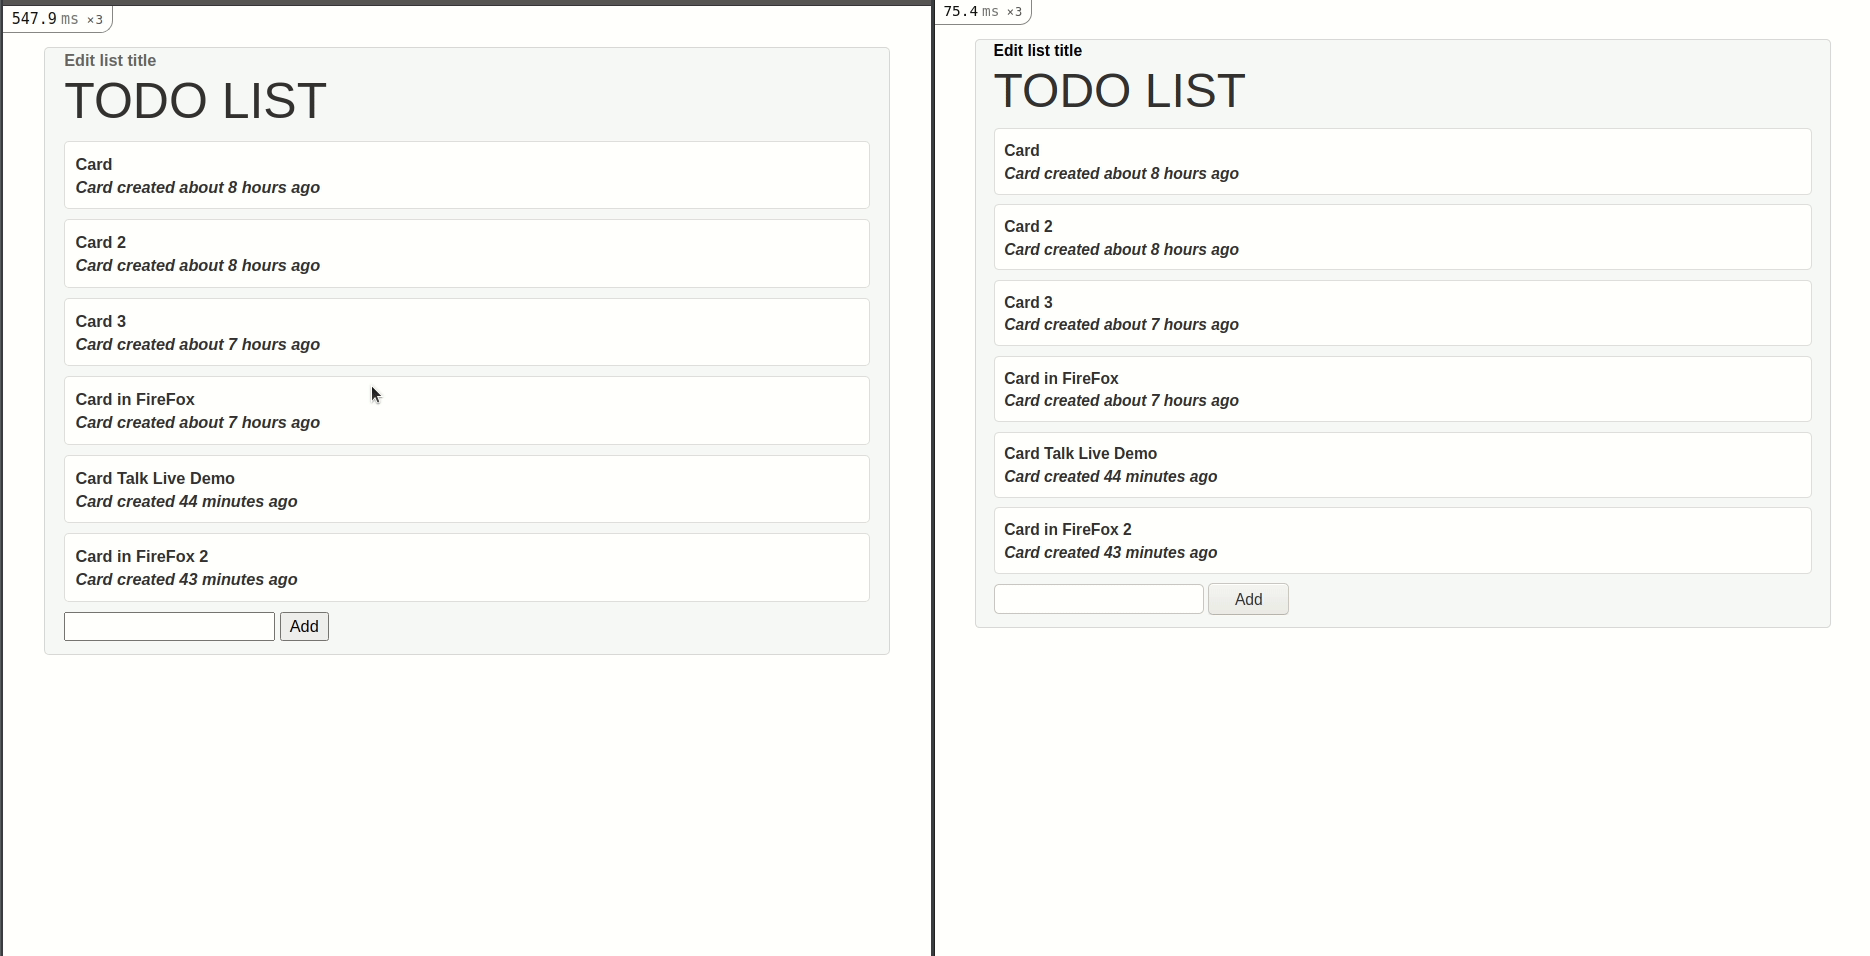 547.9 ms ×3
Edit list title
TODO LIST
Card
Card created about 8 hours ago
Card 2
Card created about 8 hours ago
Card 3
Card created about 7 hours ago
Card in FireFox
Card created about 7 hours ago
Card Talk Live Demo
Card created 44 minutes ago
Card in FireFox 2
Card created 43 minutes ago
Add
75.4 ms ×3
Edit list title
TODO LIST
Card
Card created about 8 hours ago
Card 2
Card created about 8 hours ago
Card 3
Card created about 7 hours ago
Card in FireFox
Card created about 7 hours ago
Card Talk Live Demo
Card created 44 minutes ago
Card in FireFox 2
Card created 43 minutes ago
Add